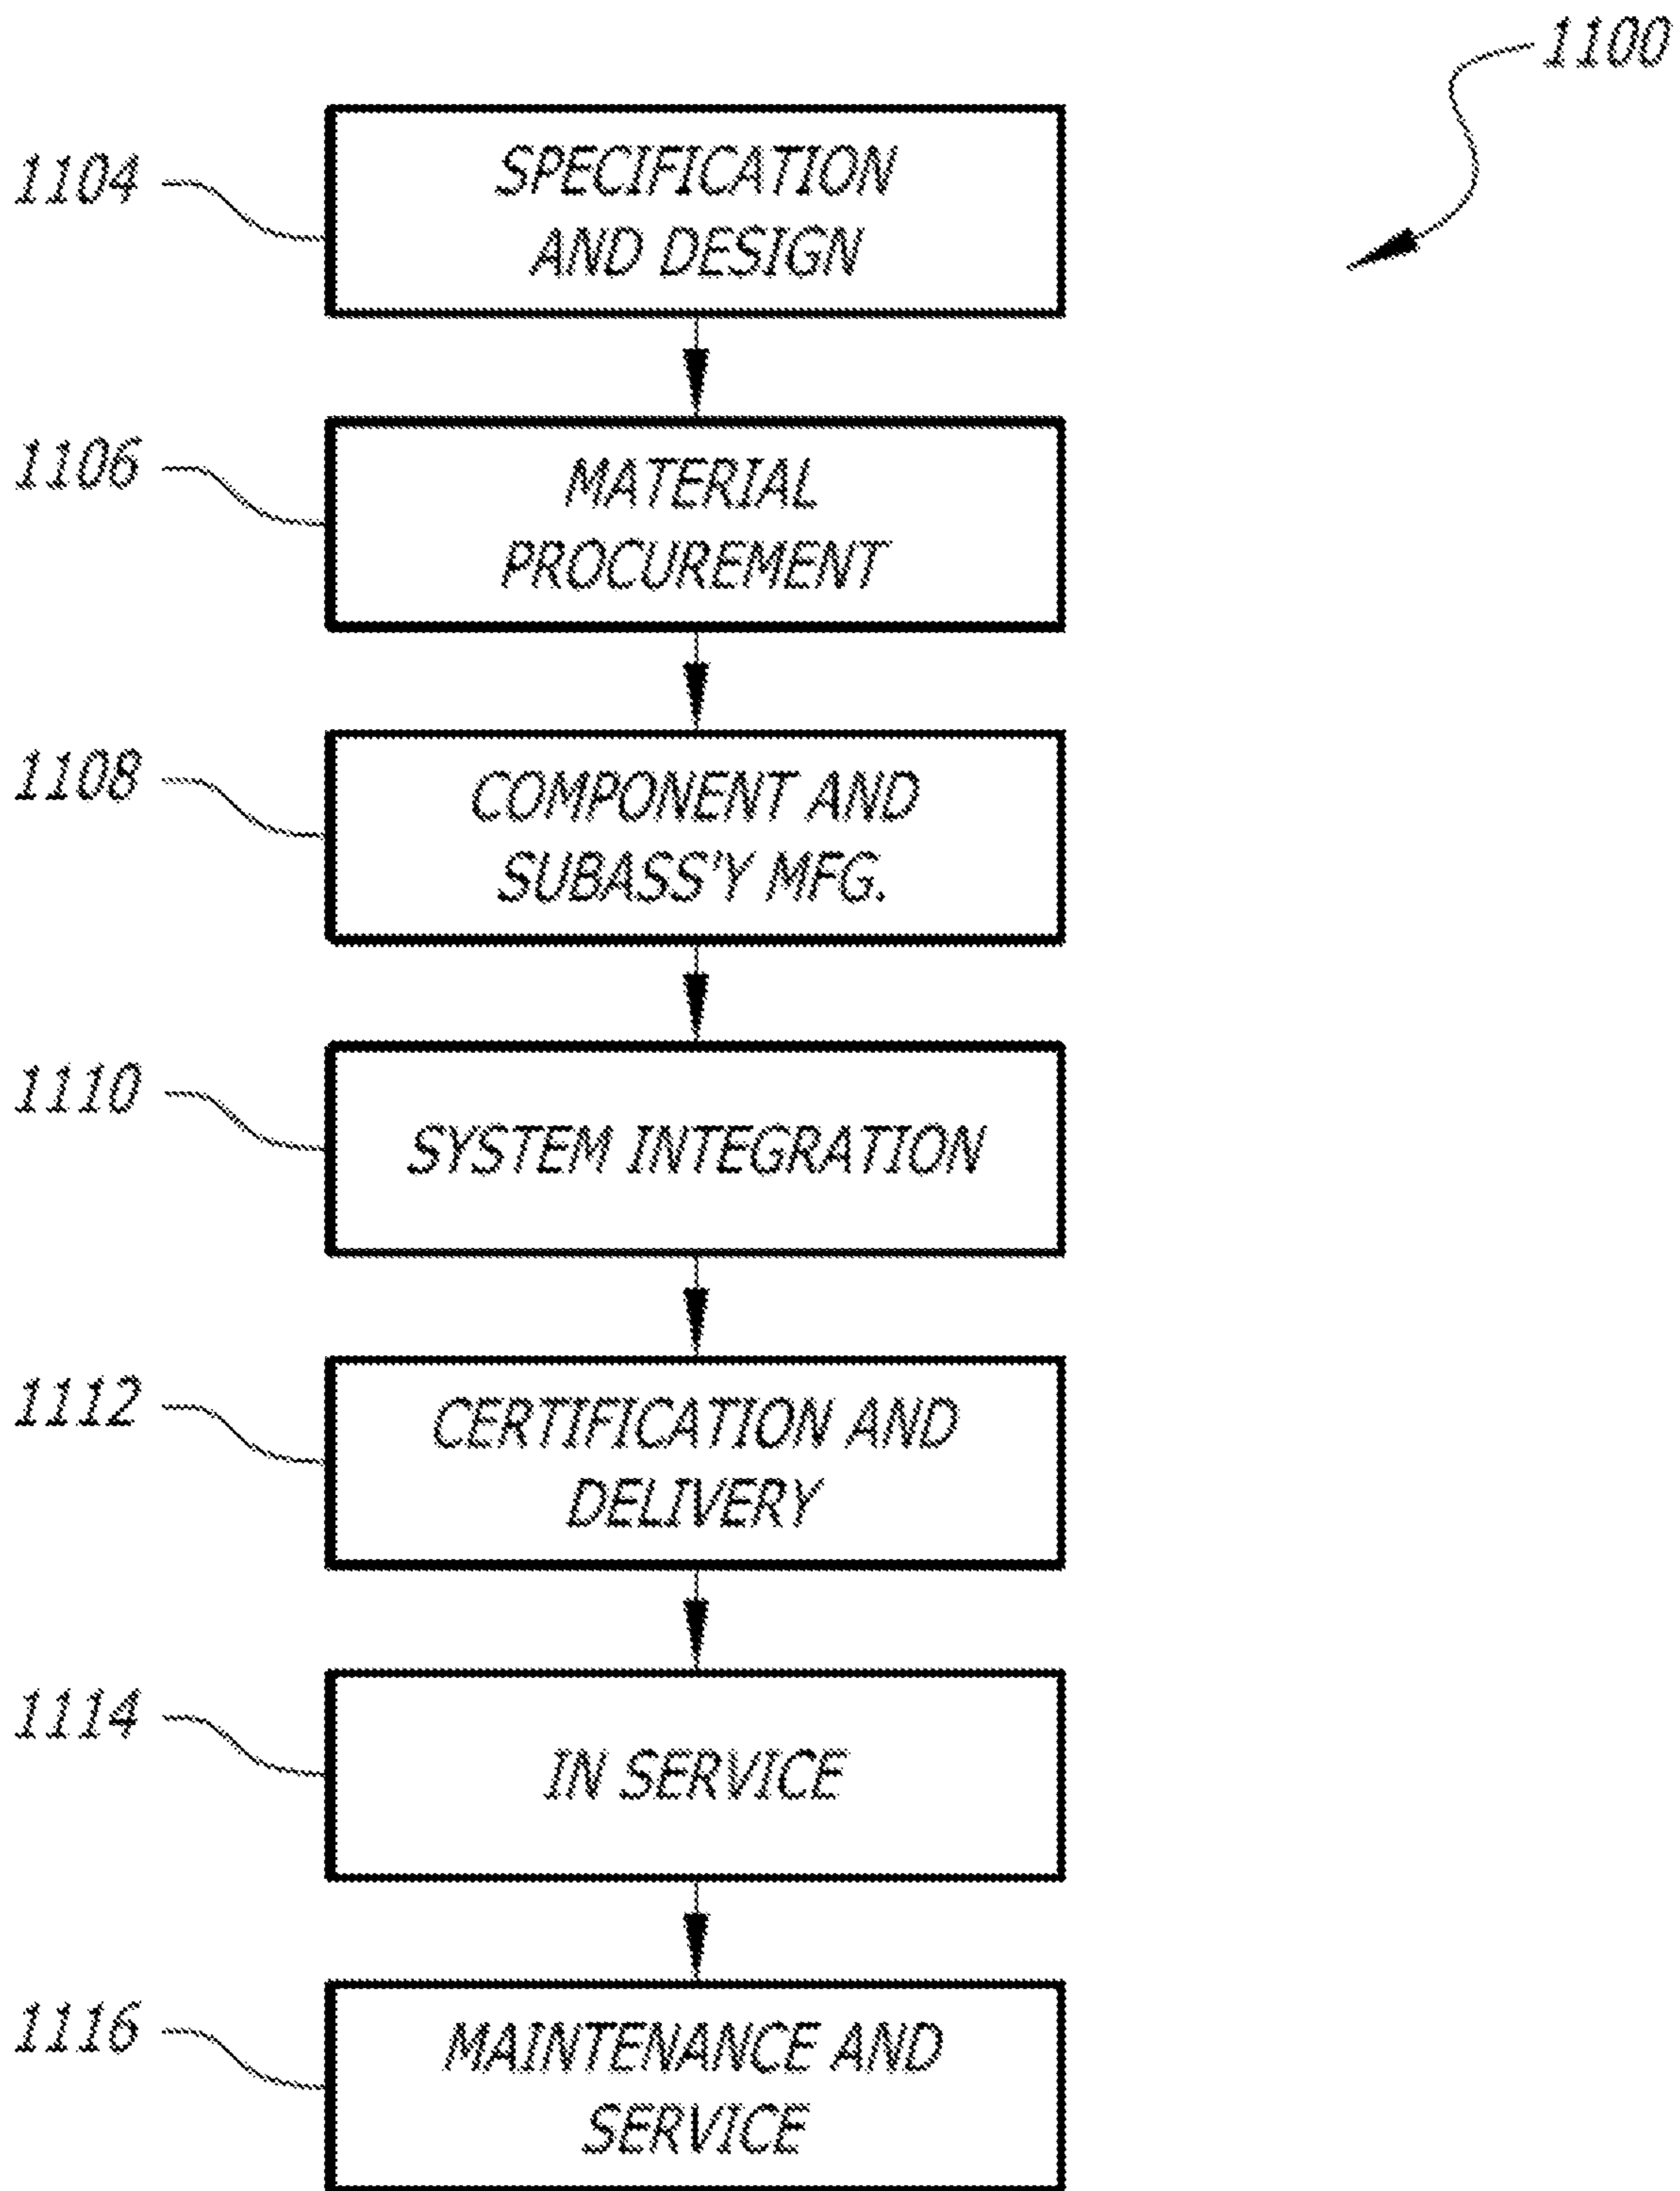 1100
1104
SPECIFICATION
AND DESIGN
1106
MATERIAL
PROCUREMENT
1108
COMPONENT AND
SUBASS'Y MFG.
1110
SYSTEM INTEGRATION
1112
CERTIFICATION AND
DELIVERY
1114
IN SERVICE
1116
MAINTENANCE AND
SERVICE